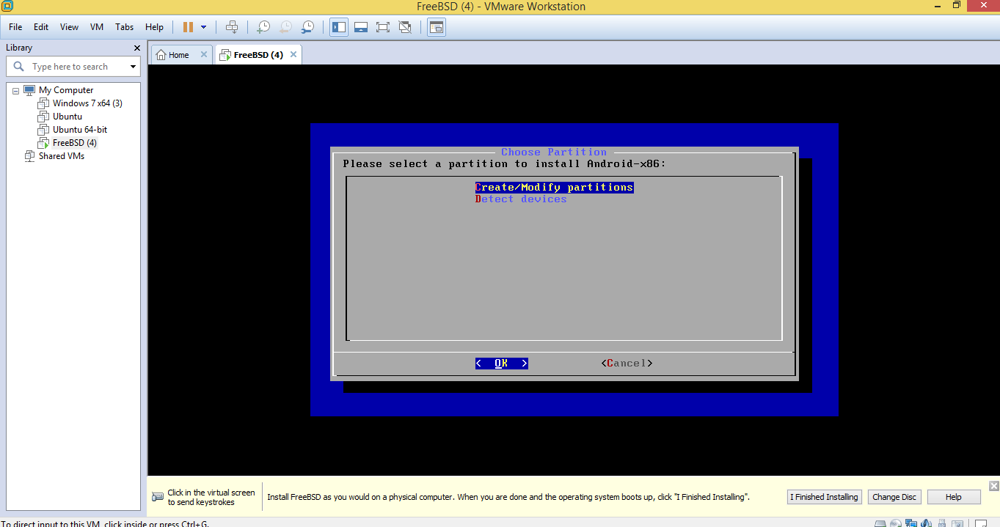 FreeBSD (4) - VMware Workstation
File Edit View VM Tabs Help
Library
Type here to search
My Computer
Windows 7 x64 (3)
Ubuntu
Ubuntu 64-bit
FreeBSD (4)
Shared VMs
Home
FreeBSD (4)
Choose Partition
Please select a partition to install Android-x86:
Create/Modify partitions
Detect devices
< OK > <Cancel>
Click in the virtual screen
to send keystrokes
Install FreeBSD as you would on a physical computer. When you are done and the operating system boots up, click "I Finished Installing".
I Finished Installing Change Disc Help
To direct input to this VM, click inside or press Ctrl+G.